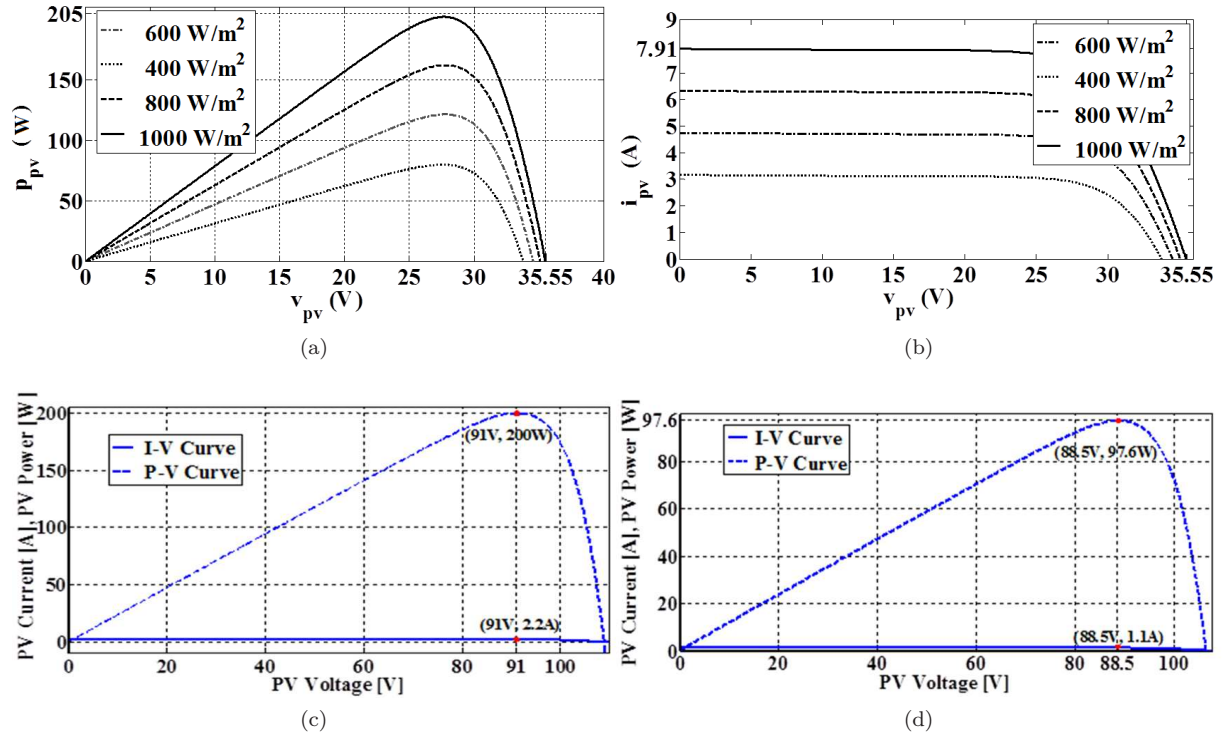 205
150
100
50
0
p_pv (W)
600 W/m²
400 W/m²
800 W/m²
1000 W/m²
0 5 10 15 20 25 30 35.55 40
v_pv (V)
(a)
9
7.91
7
6
5
4
3
2
1
0
i_pv (A)
600 W/m²
400 W/m²
800 W/m²
1000 W/m²
0 5 10 15 20 25 30 35.55
v_pv (V)
(b)
200
150
100
50
0
PV Current [A], PV Power [W]
I-V Curve
P-V Curve
(91V, 200W)
(91V, 2.2A)
0 20 40 60 80 91 100
PV Voltage [V]
(c)
97.6
80
60
40
20
0
PV Current [A], PV Power [W]
I-V Curve
P-V Curve
(88.5V, 97.6W)
(88.5V, 1.1A)
0 20 40 60 80 88.5 100
PV Voltage [V]
(d)